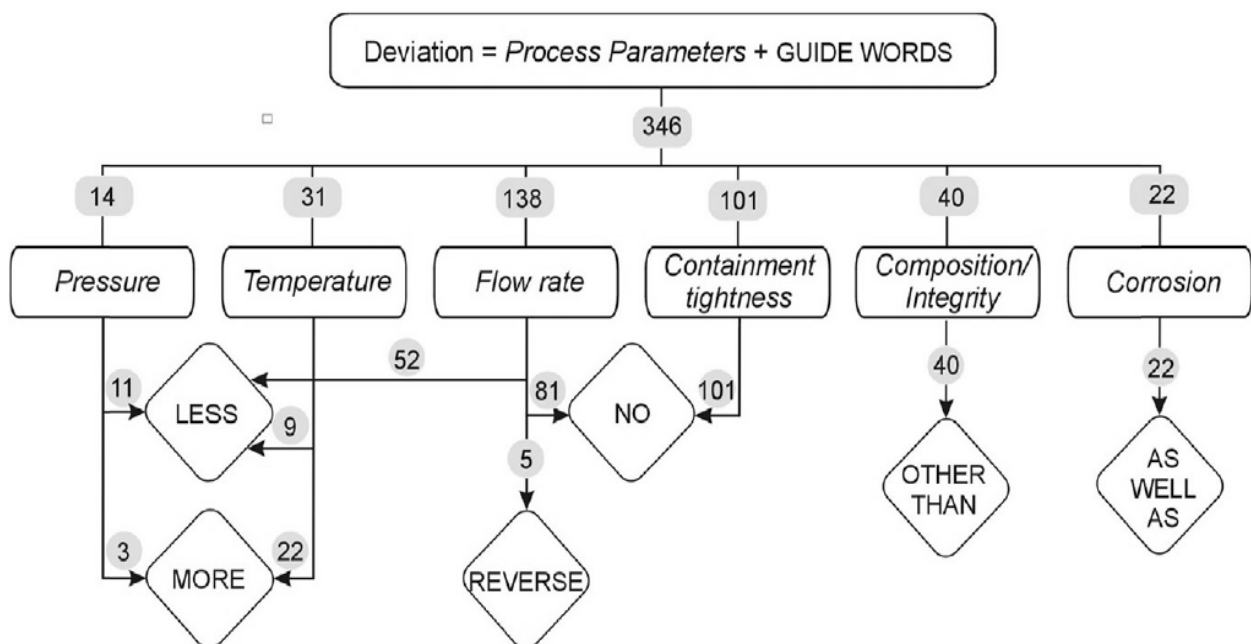 Deviation = Process Parameters + GUIDE WORDS
346
14 31 138 101 40 22
Pressure Temperature Flow rate Containment tightness Composition/ Integrity Corrosion
52
11 81 101 40 22
LESS NO
9
5
OTHER THAN AS WELL AS
3 22
MORE REVERSE